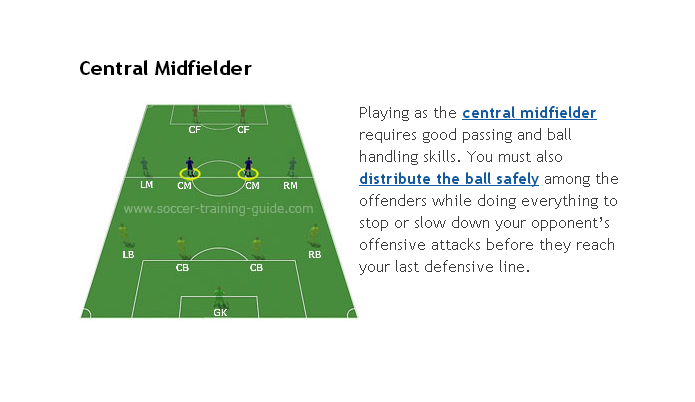 Central Midfielder
CF CF
LM CM CM RM
www.soccer-training-guide.com
LB CB CB RB
GK
Playing as the central midfielder
requires good passing and ball
handling skills. You must also
distribute the ball safely among the
offenders while doing everything to
stop or slow down your opponent’s
offensive attacks before they reach
your last defensive line.